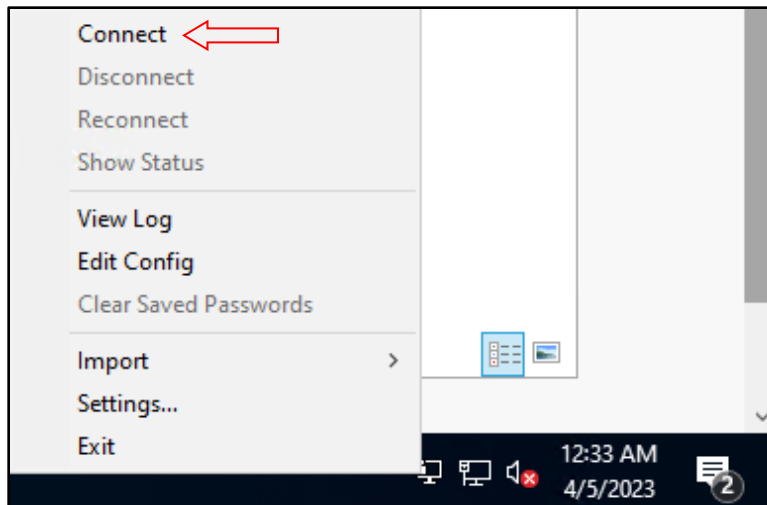 Connect
Disconnect
Reconnect
Show Status
View Log
Edit Config
Clear Saved Passwords
Import
Settings...
Exit
12:33 AM
4/5/2023
2